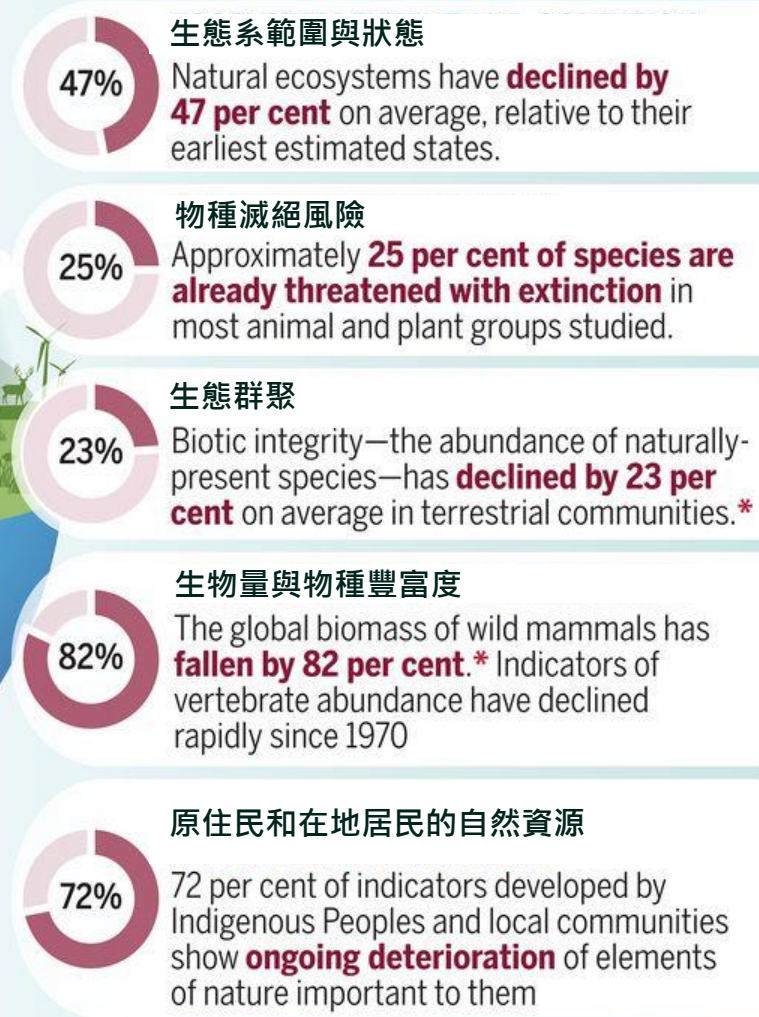 生態系範圍與狀態
47%
Natural ecosystems have declined by
47 per cent on average, relative to their
earliest estimated states.
物種滅絕風險
25%
Approximately 25 per cent of species are
already threatened with extinction in
most animal and plant groups studied.
生態群聚
23%
Biotic integrity—the abundance of naturally-
present species—has declined by 23 per
cent on average in terrestrial communities.*
生物量與物種豐富度
82%
The global biomass of wild mammals has
fallen by 82 per cent.* Indicators of
vertebrate abundance have declined
rapidly since 1970
原住民和在地居民的自然資源
72%
72 per cent of indicators developed by
Indigenous Peoples and local communities
show ongoing deterioration of elements
of nature important to them